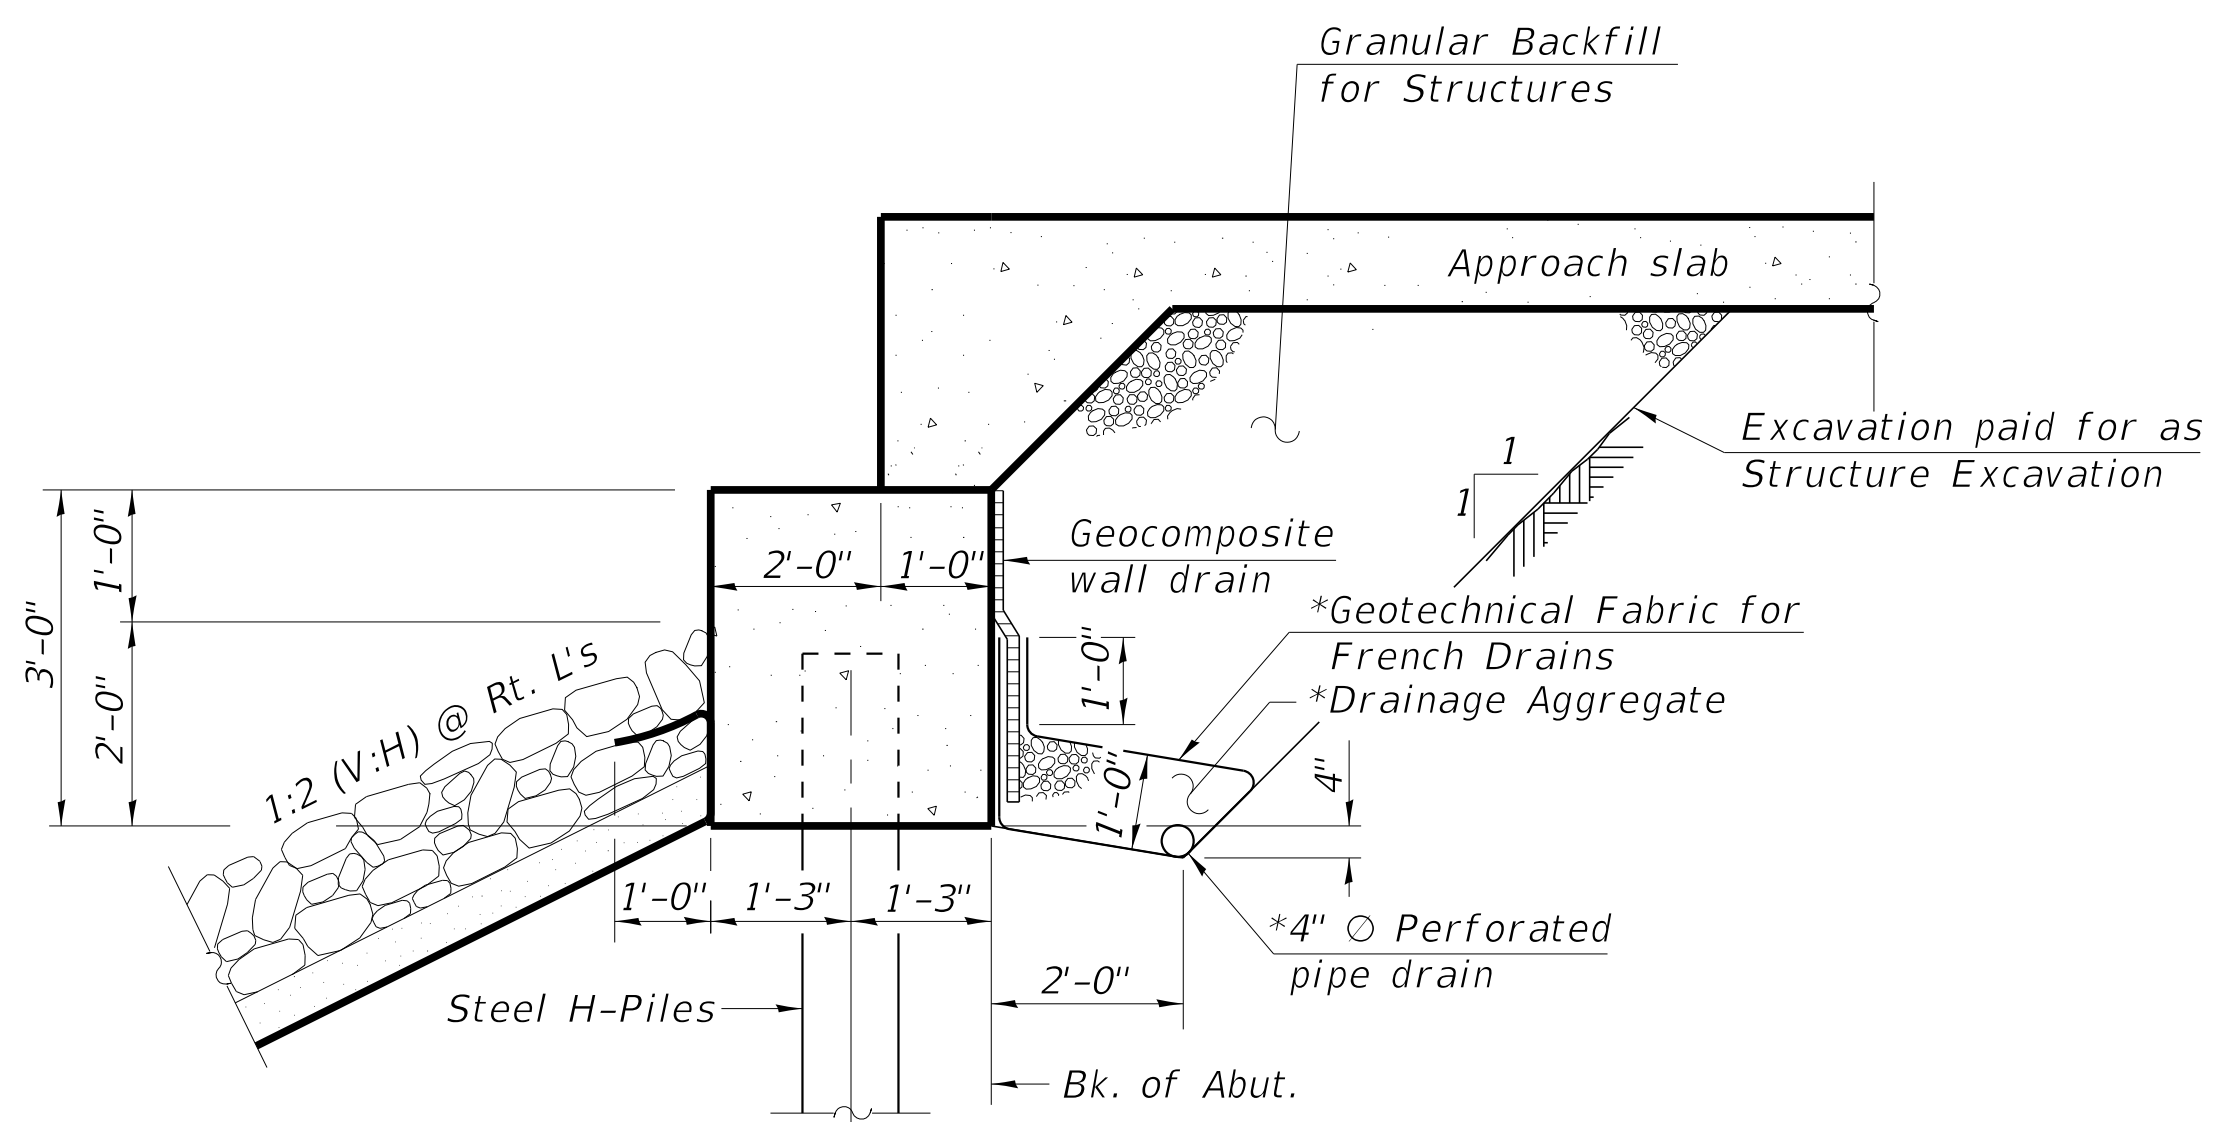 Granular Backfill
for Structures
Approach slab
Excavation paid for as
Structure Excavation
1
1
Geocomposite
wall drain
2'-0"
1'-0"
1'-0"
3'-0"
2'-0"
*Geotechnical Fabric for
French Drains
1'-0"
*Drainage Aggregate
1:2 (V:H) @ Rt. L's
1'-0"
4"
1'-0"
1'-3"
1'-3"
*4" Ø Perforated
pipe drain
2'-0"
Steel H-Piles
Bk. of Abut.